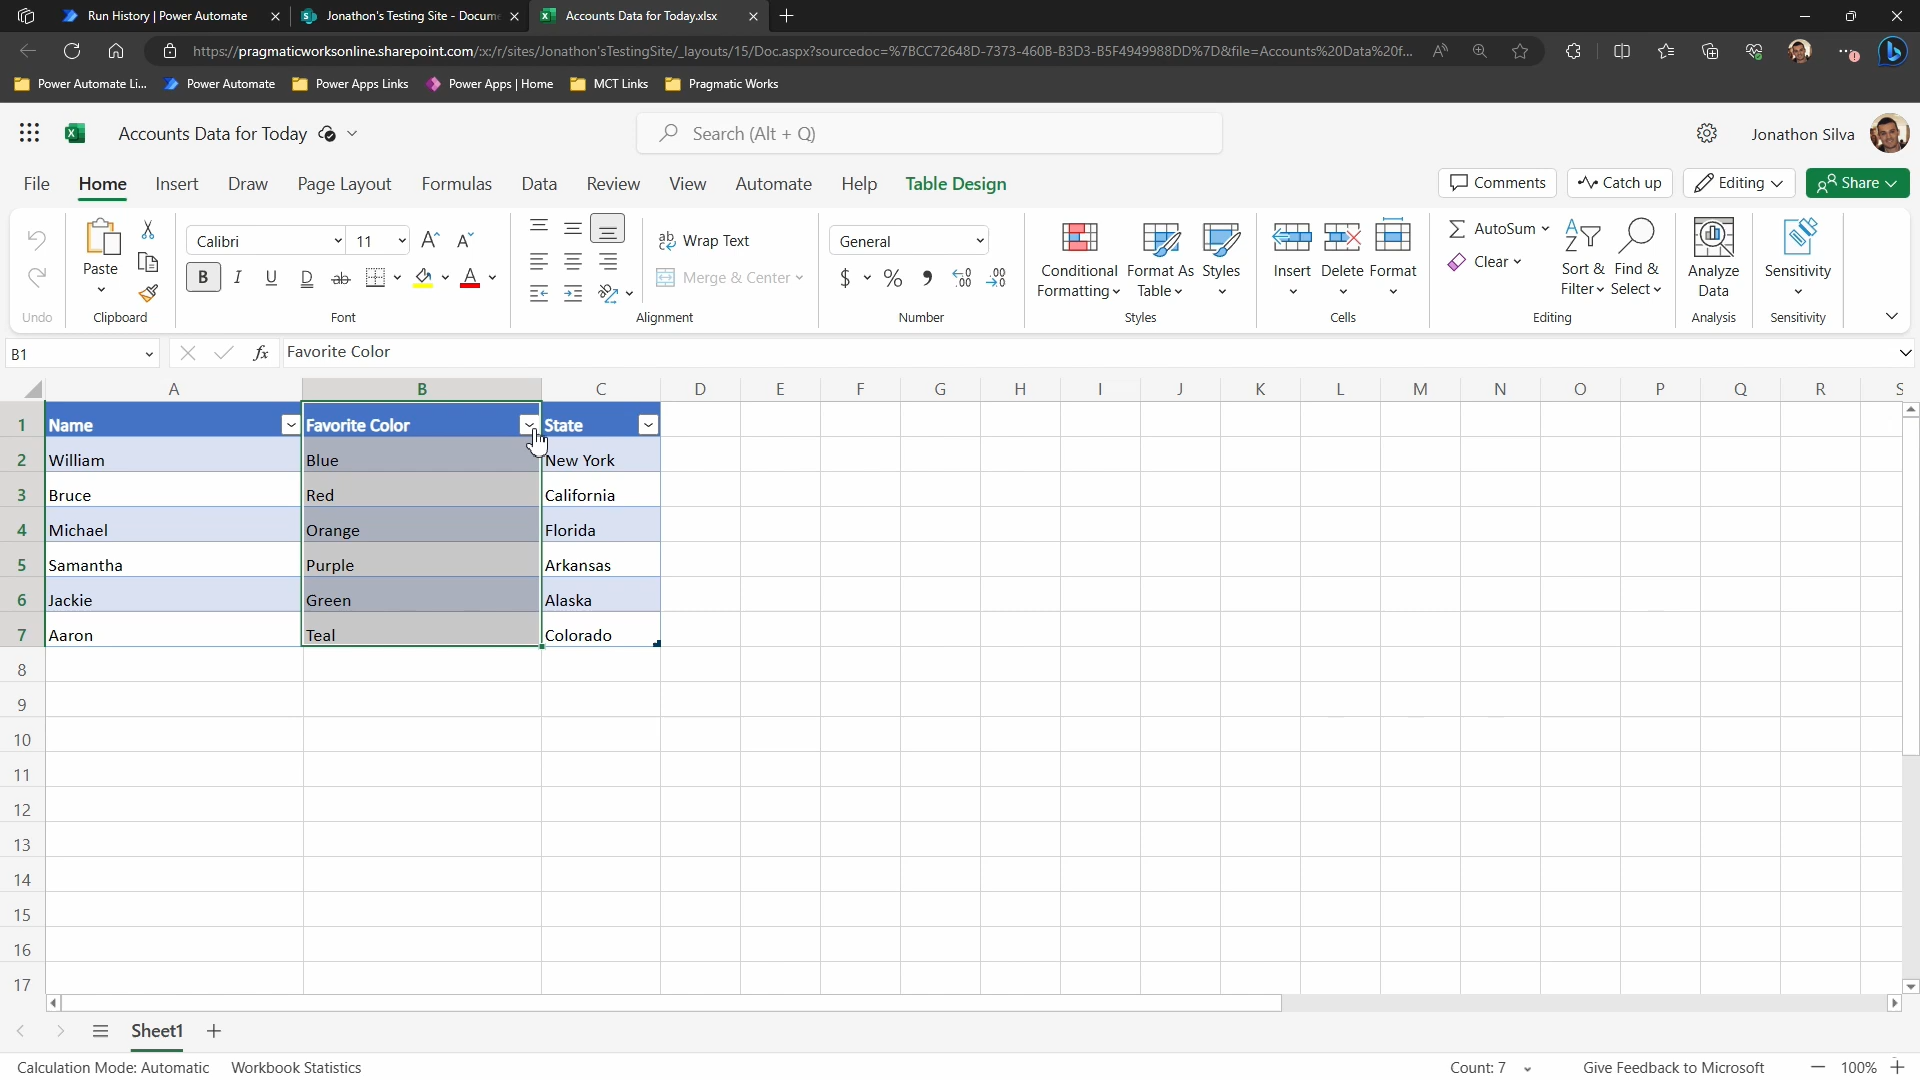 Run History | Power Automate
Jonathon's Testing Site - Docume
Accounts Data for Today.xlsx
https://pragmaticworksonline.sharepoint.com/:x:/r/sites/Jonathon'sTestingSite/_layouts/15/Doc.aspx?sourcedoc=%7BCC72648D-7373-460B-B3D3-B5F4949988DD%7D&file=Accounts%20Data%20f...
Power Automate Li... Power Automate Power Apps Links Power Apps | Home MCT Links Pragmatic Works
Accounts Data for Today
Search (Alt + Q)
Jonathon Silva
File Home Insert Draw Page Layout Formulas Data Review View Automate Help Table Design
Comments Catch up Editing Share
Paste
Calibri 11
B I U D ab
A A
ab Wrap Text
Merge & Center
General
$ % 9
Conditional Formatting
Format As Table
Styles
Insert Delete Format
AutoSum
Clear
Sort & Filter
Find & Select
Analyze Data
Sensitivity
Undo Clipboard Font Alignment Number Styles Cells Editing Analysis Sensitivity
B1 fx Favorite Color
A B C D E F G H I J K L M N O P Q R S
1 Name Favorite Color State
2 William Blue New York
3 Bruce Red California
4 Michael Orange Florida
5 Samantha Purple Arkansas
6 Jackie Green Alaska
7 Aaron Teal Colorado
8
9
10
11
12
13
14
15
16
17
Sheet1
Calculation Mode: Automatic Workbook Statistics Count: 7 Give Feedback to Microsoft 100%